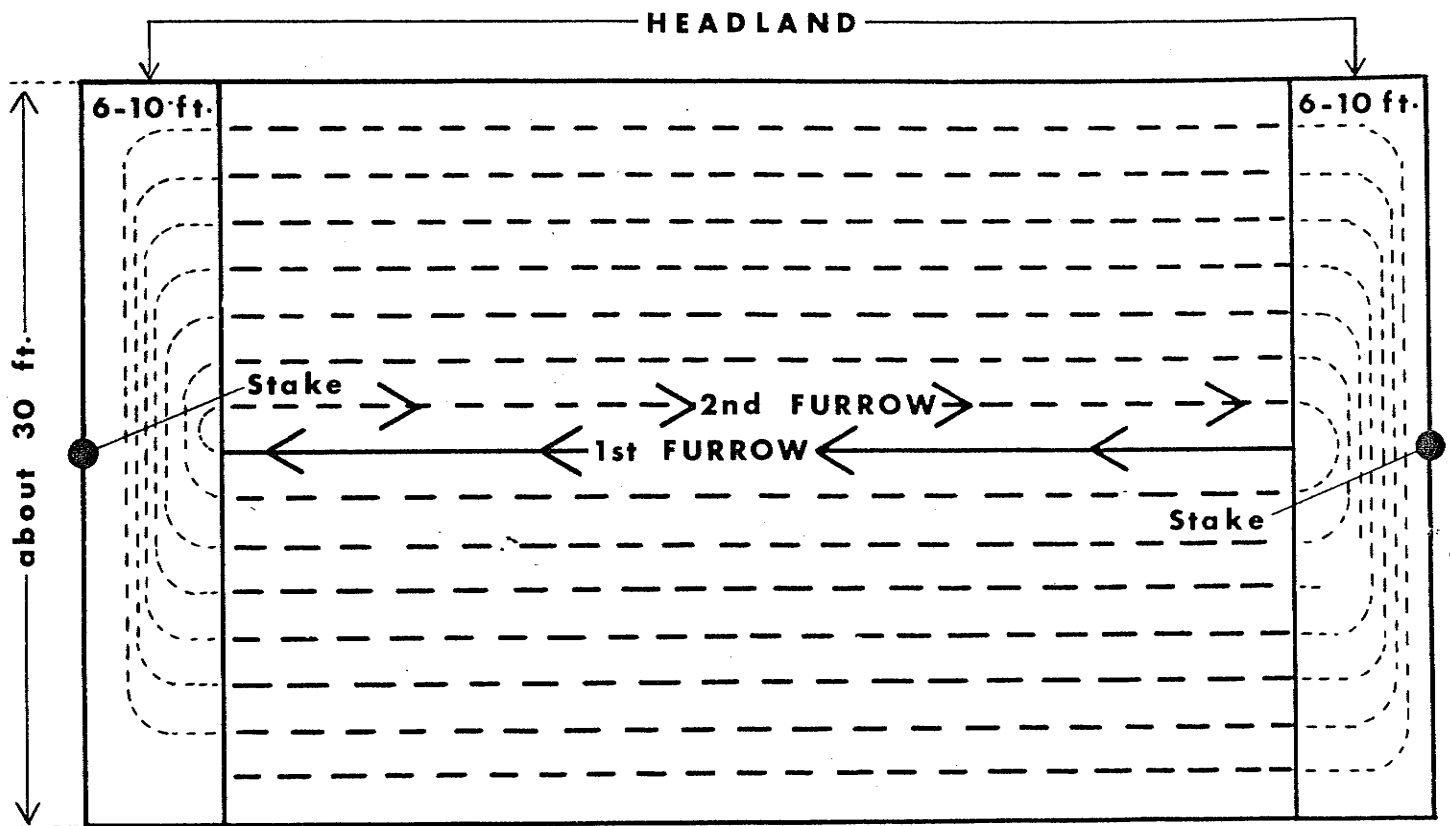 HEADLAND
6-10 ft.
6-10 ft.
about 30 ft.
Stake
2nd FURROW
1st FURROW
Stake